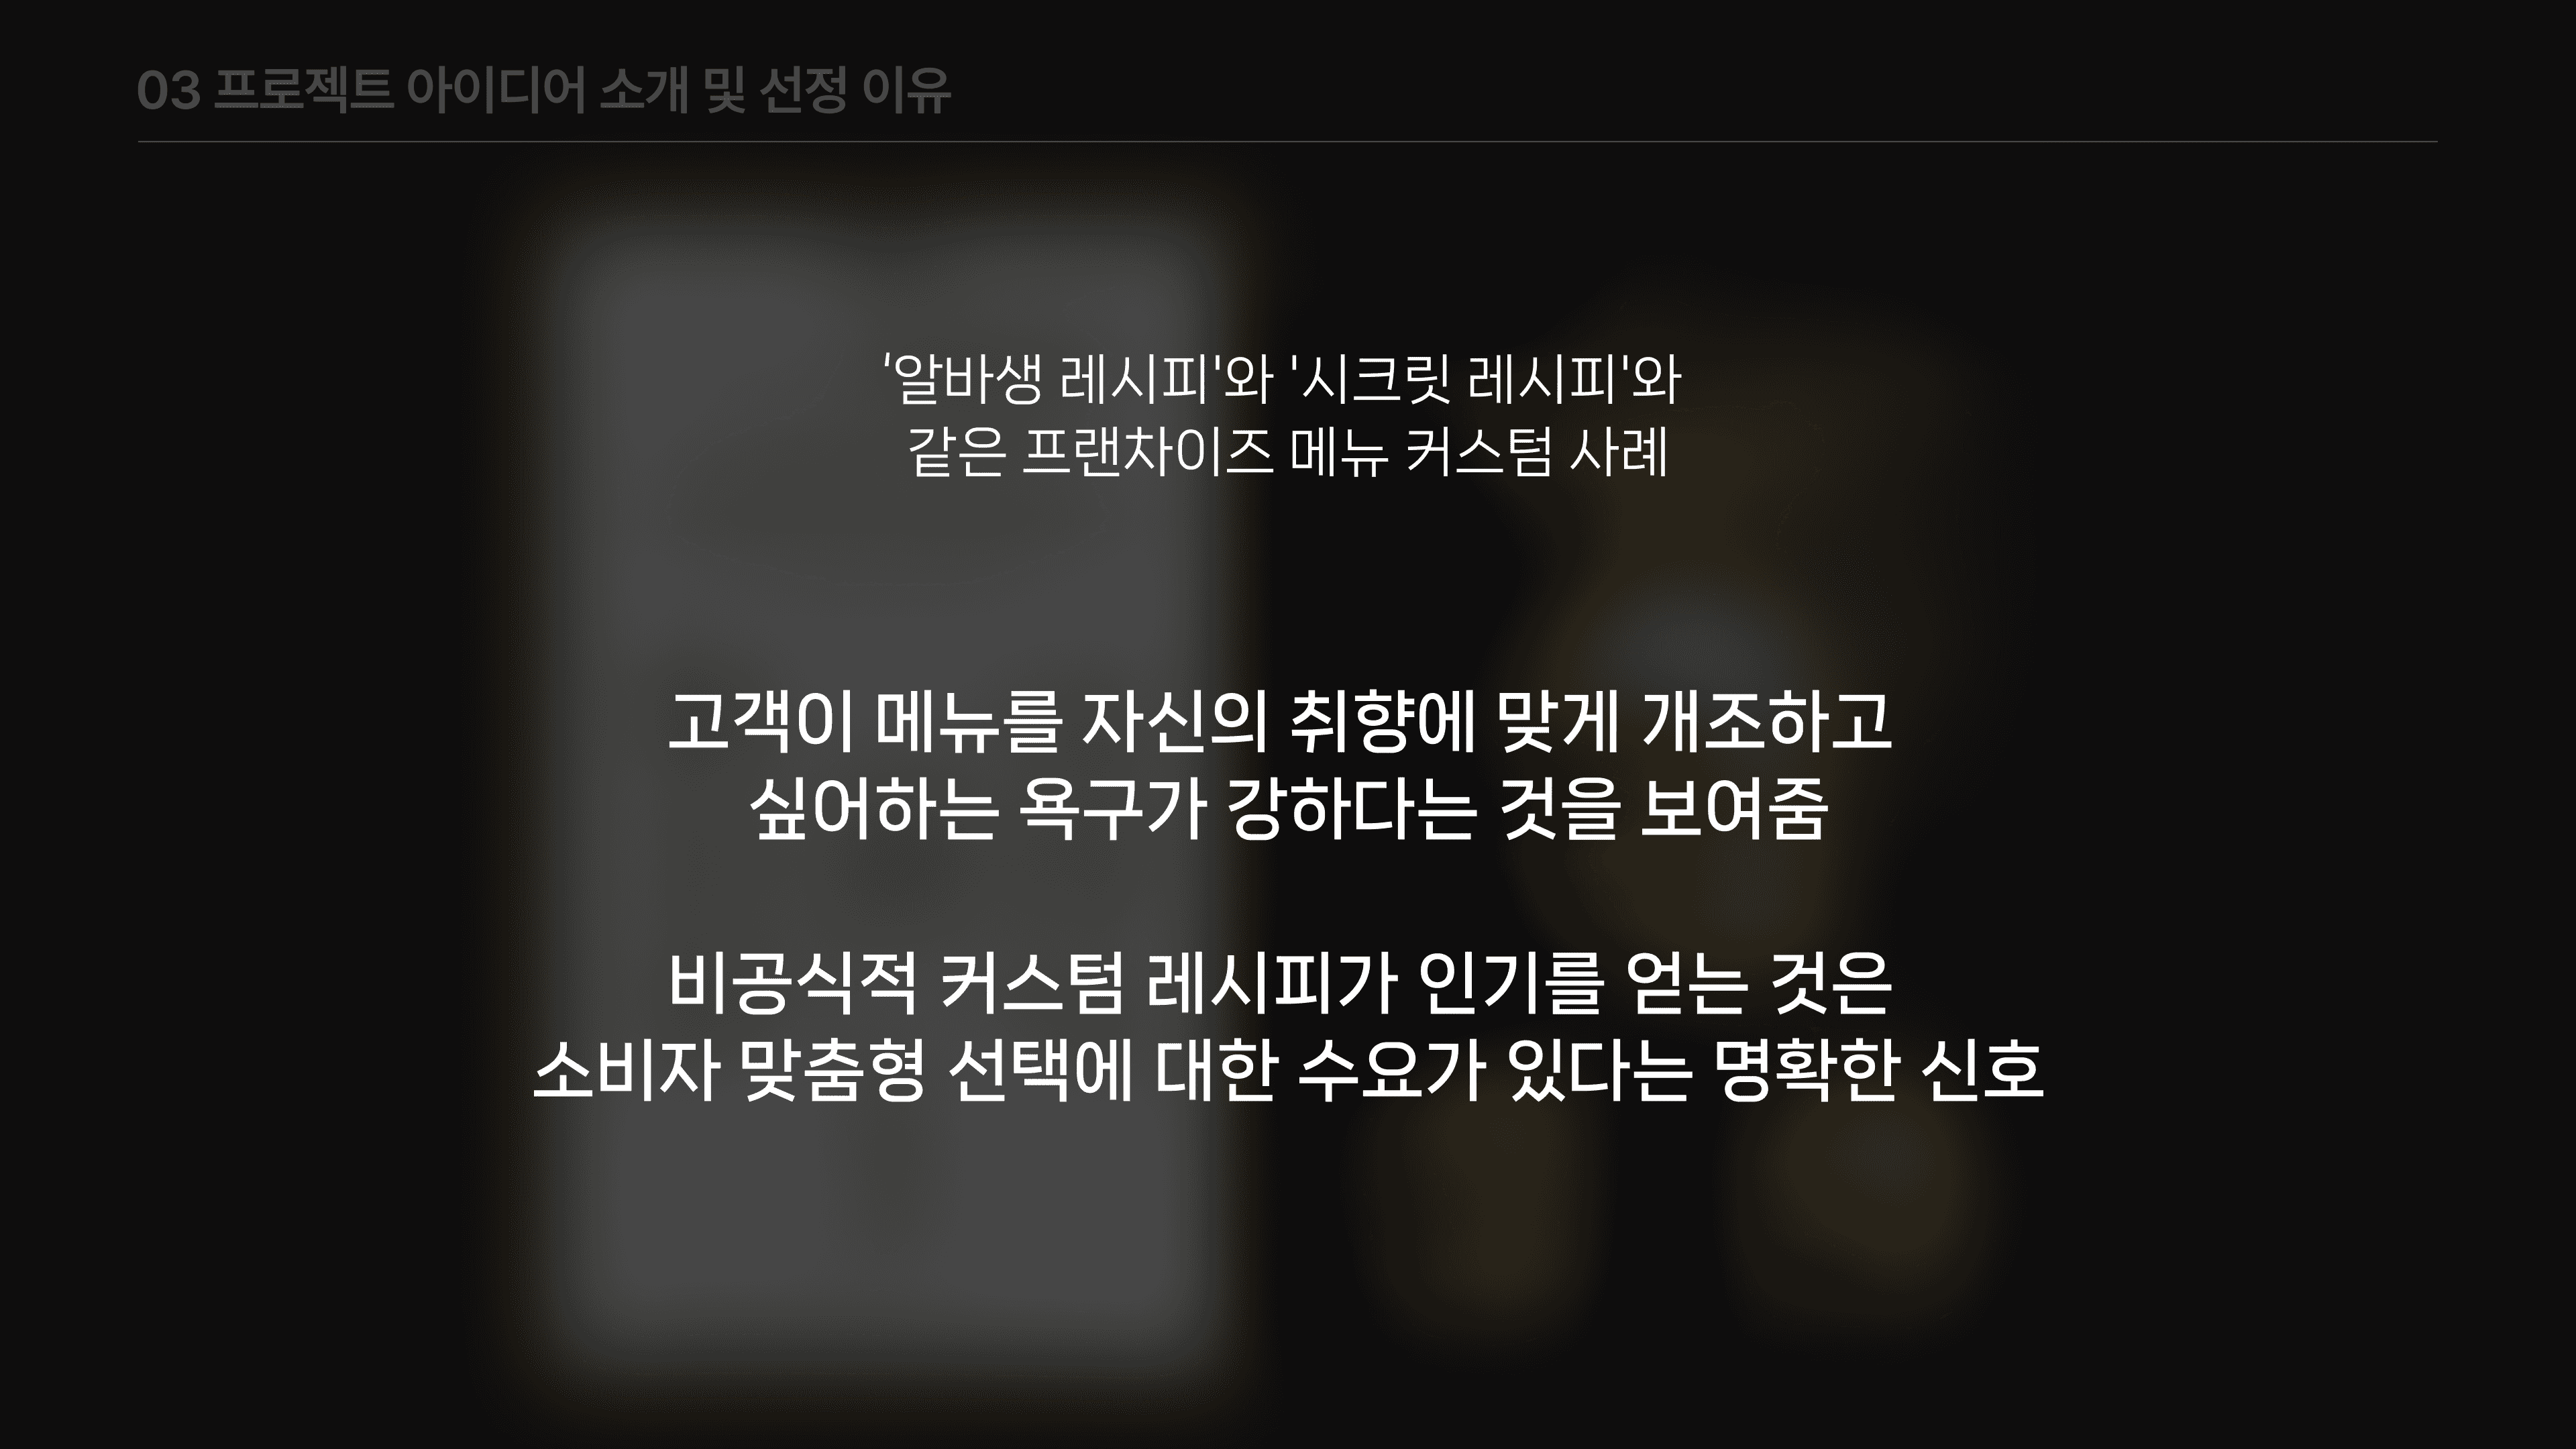 03 프로젝트 아이디어 소개 및 선정 이유
'알바생 레시피'와 '시크릿 레시피'와
같은 프랜차이즈 메뉴 커스텀 사례
고객이 메뉴를 자신의 취향에 맞게 개조하고
싶어하는 욕구가 강하다는 것을 보여줌
비공식적 커스텀 레시피가 인기를 얻는 것은
소비자 맞춤형 선택에 대한 수요가 있다는 명확한 신호